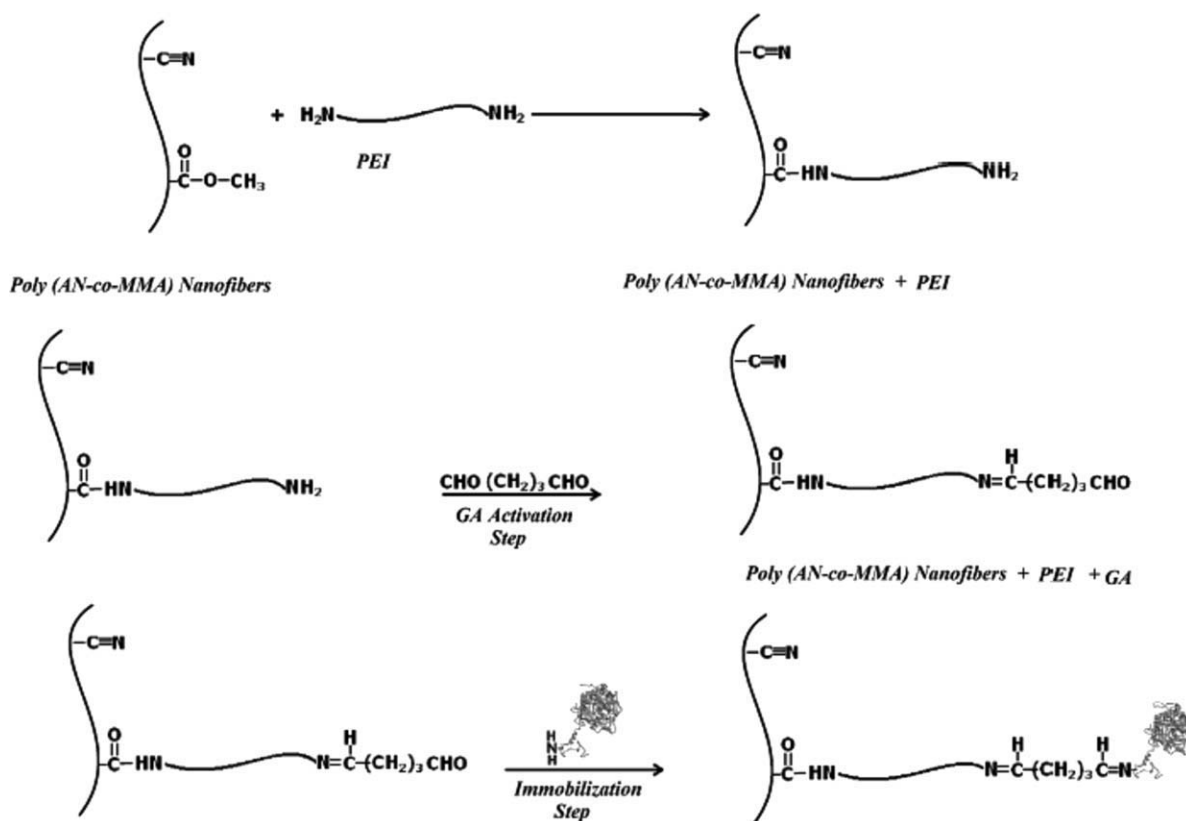 C≡N
+ H₂N NH₂
PEI
O
C–O–CH₃
Poly (AN-co-MMA) Nanofibers
C≡N
O
C–HN NH₂
Poly (AN-co-MMA) Nanofibers + PEI
C≡N
O
C–HN NH₂
CHO (CH₂)₃ CHO
GA Activation
Step
C≡N
O
C–HN
H
N=C-(CH₂)₃ CHO
Poly (AN-co-MMA) Nanofibers + PEI + GA
C≡N
O
C–HN
H
N=C-(CH₂)₃ CHO
H
N
H
Immobilization
Step
C≡N
O
C–HN
H H
N=C-(CH₂)₃ C=N